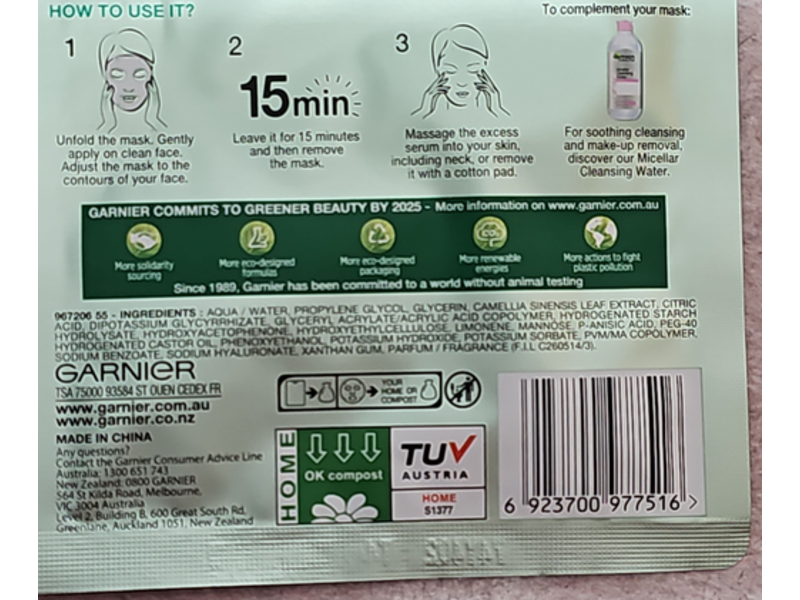 HOW TO USE IT?
To complement your mask:
1
2
3
15min
Unfold the mask. Gently
apply on clean face.
Adjust the mask to the
contours of your face.
Leave it for 15 minutes
and then remove
the mask.
Massage the excess
serum into your skin,
including neck, or remove
it with a cotton pad.
For soothing cleansing
and make-up removal,
discover our Micellar
Cleansing Water.
GARNIER COMMITS TO GREENER BEAUTY BY 2025 - More information on www.garnier.com.au
More solidarity
sourcing
More eco-designed
formulas
More eco-designed
packaging
More renewable
energies
More actions to fight
plastic pollution
Since 1989, Garnier has been committed to a world without animal testing
967206 55 - INGREDIENTS : AQUA / WATER, PROPYLENE GLYCOL, GLYCERIN, CAMELLIA SINENSIS LEAF EXTRACT, CITRIC
ACID, DIPOTASSIUM GLYCYRRHIZATE, GLYCERYL ACRYLATE/ACRYLIC ACID COPOLYMER, HYDROGENATED STARCH
HYDROLYSATE, HYDROXYACETOPHENONE, HYDROXYETHYLCELLULOSE, LIMONENE, MANNOSE, P-ANISIC ACID, PEG-40
HYDROGENATED CASTOR OIL, PHENOXYETHANOL, POTASSIUM HYDROXIDE, POTASSIUM SORBATE, PVM/MA COPOLYMER,
SODIUM BENZOATE, SODIUM HYALURONATE, XANTHAN GUM, PARFUM / FRAGRANCE (F.I.L C260514/3).
GARNIER
TSA 75000 93584 ST OUEN CEDEX FR
www.garnier.com.au
www.garnier.co.nz
YOUR
HOME OR
COMPOST
MADE IN CHINA
Any questions?
Contact the Garnier Consumer Advice Line
Australia: 1300 651 743
New Zealand: 0800 GARNIER
564 St Kilda Road, Melbourne,
VIC 3004 Australia
Level 2, Building B, 600 Great South Rd,
Greenlane, Auckland 1051, New Zealand
HOME
OK compost
TUV
AUSTRIA
HOME
S1377
6 923700 977516 >